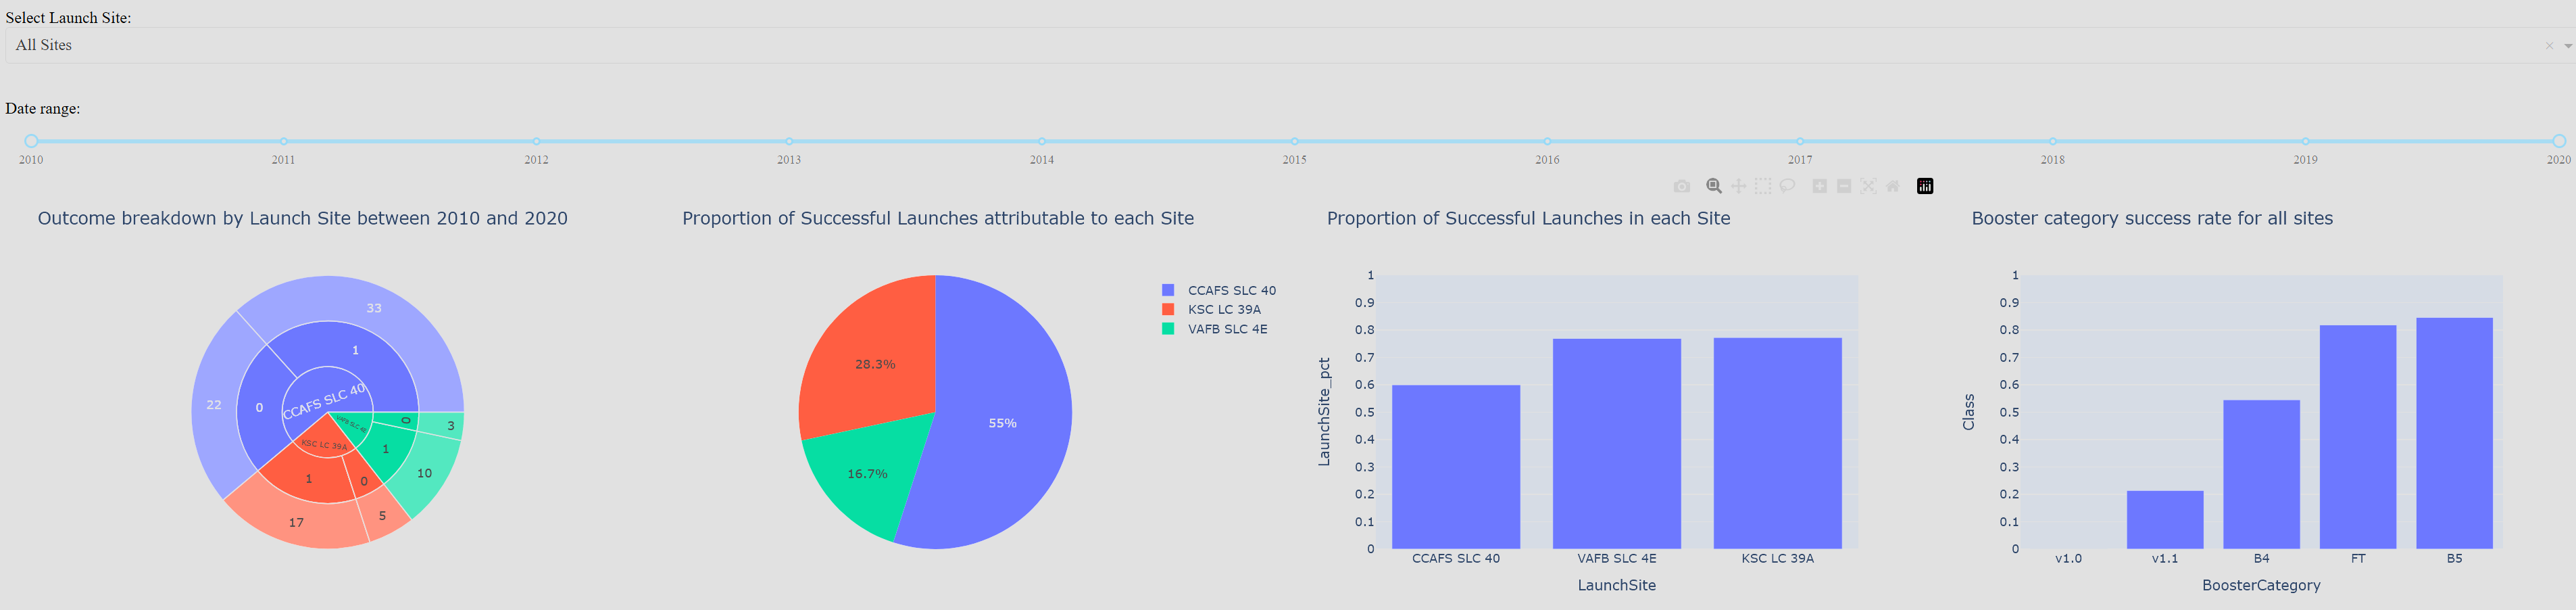 Select Launch Site:
All Sites
×
Date range:
2010 2011 2012 2013 2014 2015 2016 2017 2018 2019 2020
Outcome breakdown by Launch Site between 2010 and 2020
33
1
CCAFS SLC 40
22
0
VAFB SLC 4E
0
3
KSC LC 39A
1
10
1
0
17
5
Proportion of Successful Launches attributable to each Site
CCAFS SLC 40
KSC LC 39A
VAFB SLC 4E
28.3%
55%
16.7%
Proportion of Successful Launches in each Site
1
0.9
0.8
0.7
0.6
0.5
0.4
0.3
0.2
0.1
0
LaunchSite_pct
CCAFS SLC 40 VAFB SLC 4E KSC LC 39A
LaunchSite
Booster category success rate for all sites
1
0.9
0.8
0.7
0.6
0.5
0.4
0.3
0.2
0.1
0
Class
v1.0 v1.1 B4 FT B5
BoosterCategory